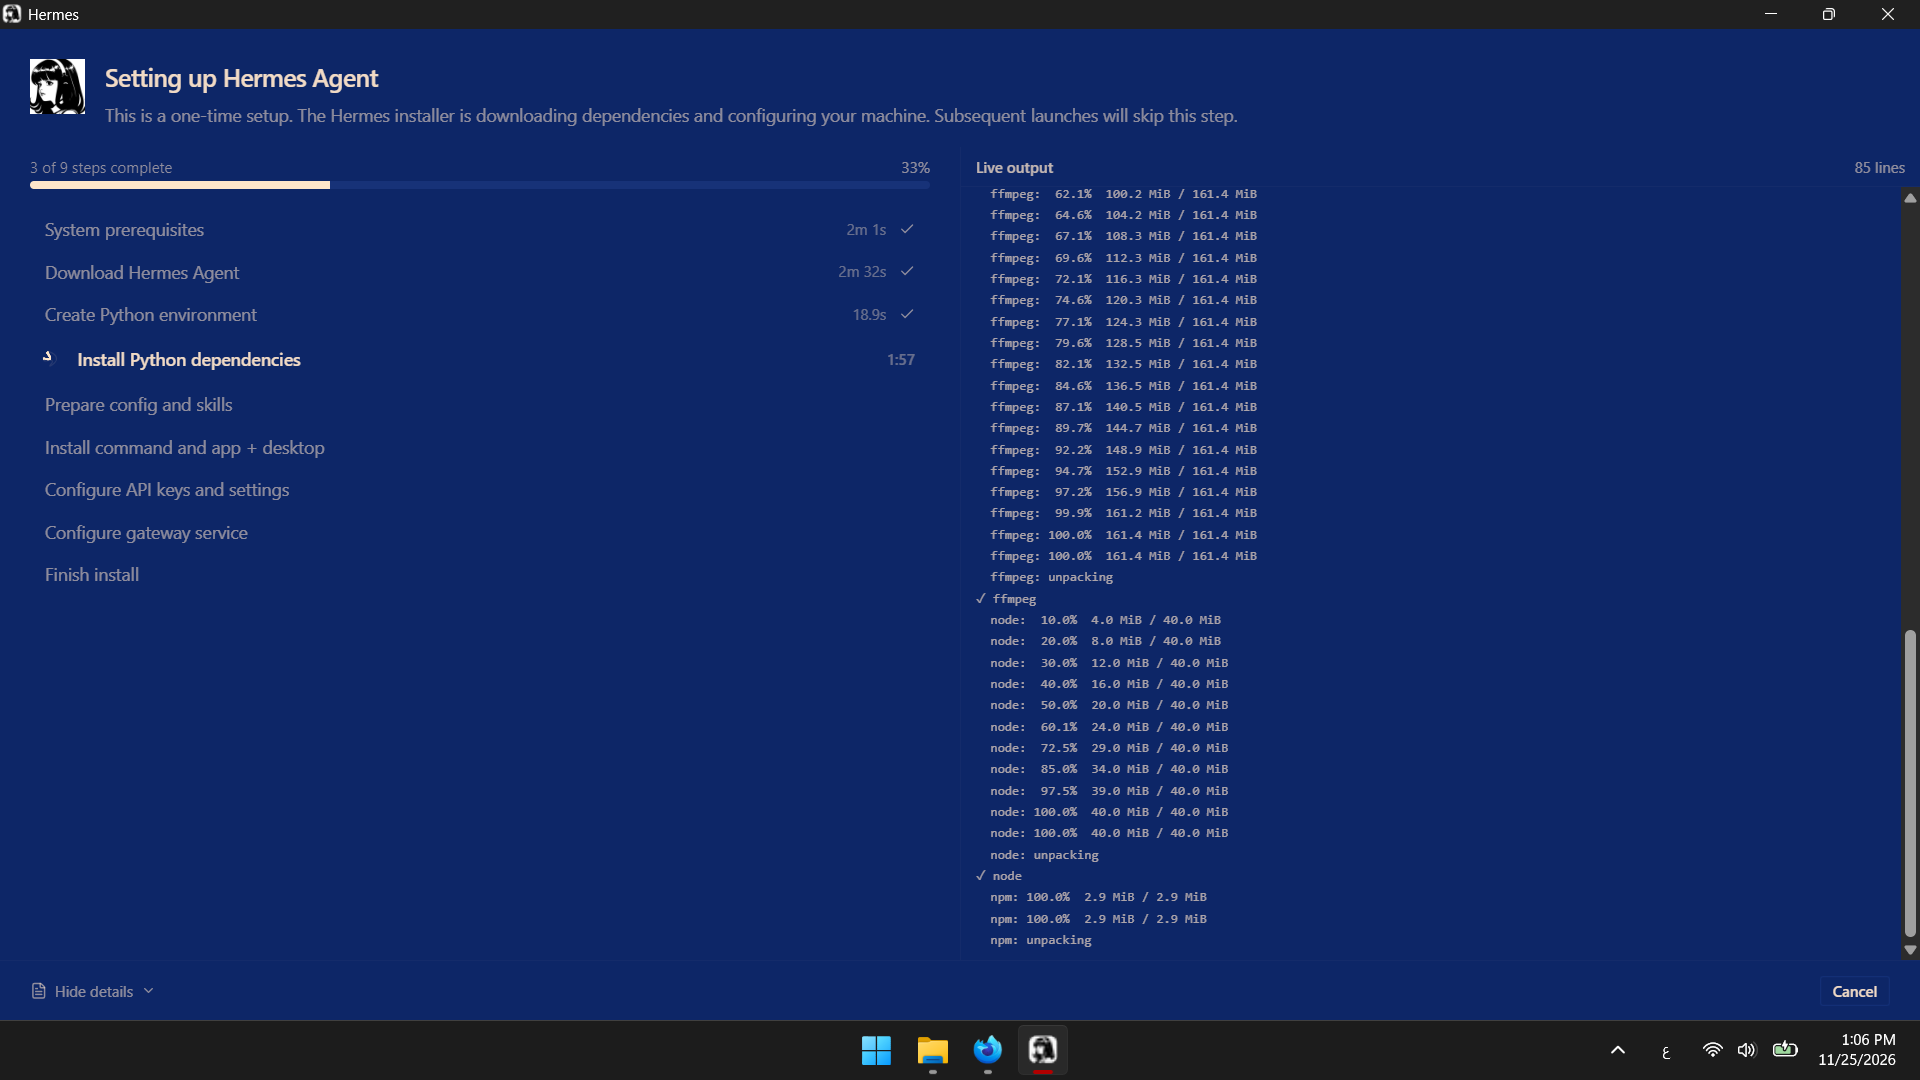 Hermes
Setting up Hermes Agent
This is a one-time setup. The Hermes installer is downloading dependencies and configuring your machine. Subsequent launches will skip this step.
3 of 9 steps complete 33%
System prerequisites 2m 1s ✓
Download Hermes Agent 2m 32s ✓
Create Python environment 18.9s ✓
Install Python dependencies 1:57
Prepare config and skills
Install command and app + desktop
Configure API keys and settings
Configure gateway service
Finish install
Live output 85 lines
ffmpeg: 62.1% 100.2 MiB / 161.4 MiB
ffmpeg: 64.6% 104.2 MiB / 161.4 MiB
ffmpeg: 67.1% 108.3 MiB / 161.4 MiB
ffmpeg: 69.6% 112.3 MiB / 161.4 MiB
ffmpeg: 72.1% 116.3 MiB / 161.4 MiB
ffmpeg: 74.6% 120.3 MiB / 161.4 MiB
ffmpeg: 77.1% 124.3 MiB / 161.4 MiB
ffmpeg: 79.6% 128.5 MiB / 161.4 MiB
ffmpeg: 82.1% 132.5 MiB / 161.4 MiB
ffmpeg: 84.6% 136.5 MiB / 161.4 MiB
ffmpeg: 87.1% 140.5 MiB / 161.4 MiB
ffmpeg: 89.7% 144.7 MiB / 161.4 MiB
ffmpeg: 92.2% 148.9 MiB / 161.4 MiB
ffmpeg: 94.7% 152.9 MiB / 161.4 MiB
ffmpeg: 97.2% 156.9 MiB / 161.4 MiB
ffmpeg: 99.9% 161.2 MiB / 161.4 MiB
ffmpeg: 100.0% 161.4 MiB / 161.4 MiB
ffmpeg: 100.0% 161.4 MiB / 161.4 MiB
ffmpeg: unpacking
✓ ffmpeg
node: 10.0% 4.0 MiB / 40.0 MiB
node: 20.0% 8.0 MiB / 40.0 MiB
node: 30.0% 12.0 MiB / 40.0 MiB
node: 40.0% 16.0 MiB / 40.0 MiB
node: 50.0% 20.0 MiB / 40.0 MiB
node: 60.1% 24.0 MiB / 40.0 MiB
node: 72.5% 29.0 MiB / 40.0 MiB
node: 85.0% 34.0 MiB / 40.0 MiB
node: 97.5% 39.0 MiB / 40.0 MiB
node: 100.0% 40.0 MiB / 40.0 MiB
node: 100.0% 40.0 MiB / 40.0 MiB
node: unpacking
✓ node
npm: 100.0% 2.9 MiB / 2.9 MiB
npm: 100.0% 2.9 MiB / 2.9 MiB
npm: unpacking
Hide details
Cancel
ع
1:06 PM
11/25/2026